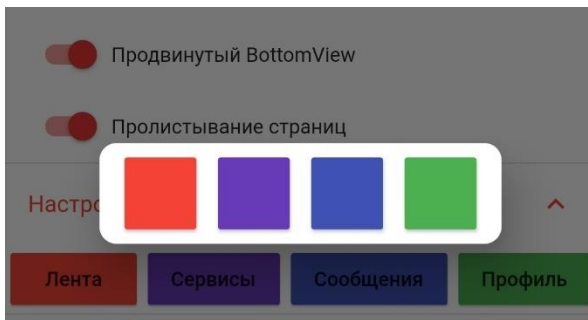 Продвинутый BottomView
Пролистывание страниц
Настро
Лента Сервисы Сообщения Профиль